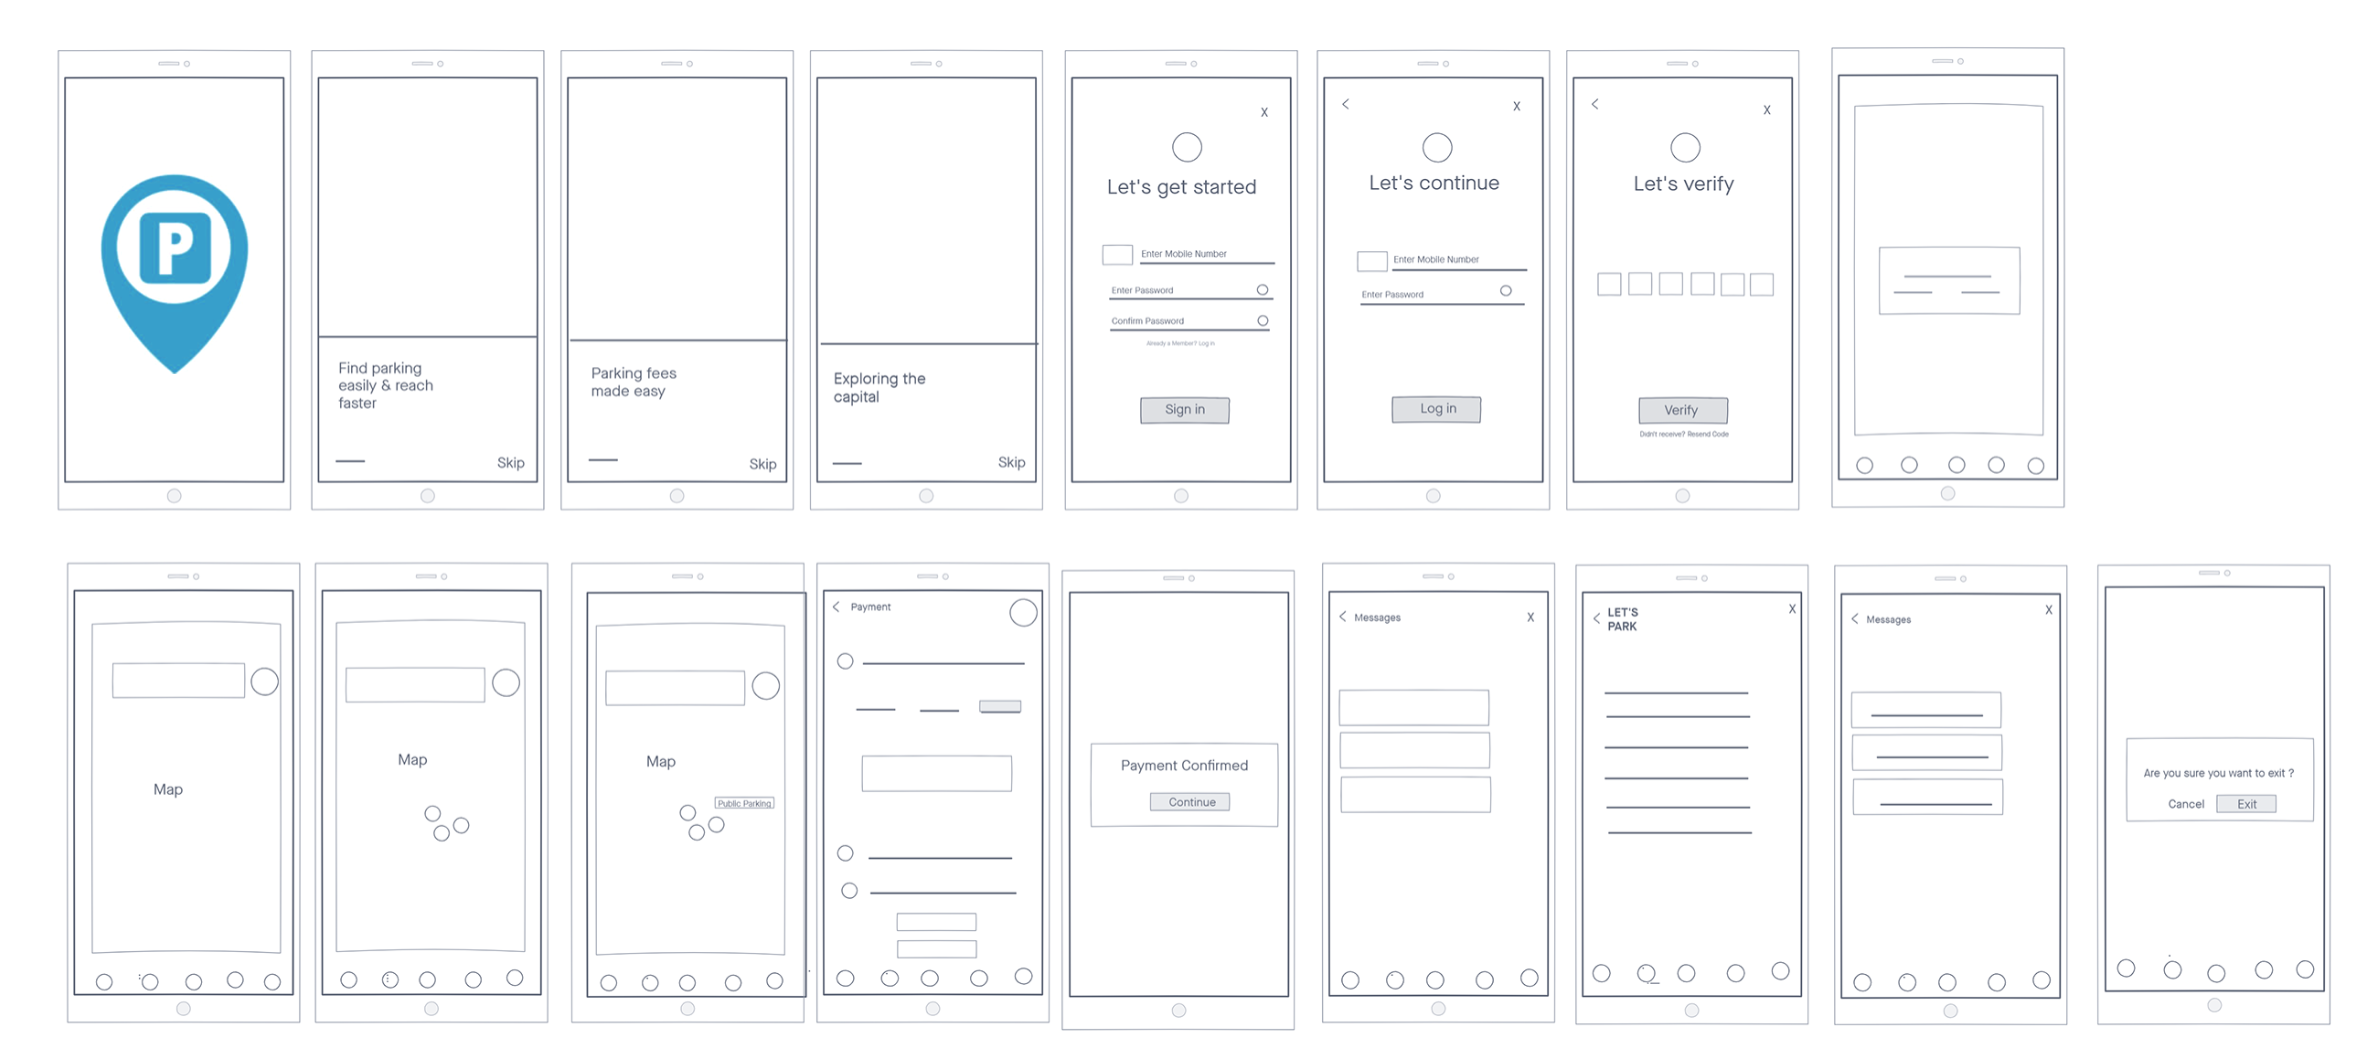 P
Find parking
easily & reach
faster
Skip
Parking fees
made easy
Skip
Exploring the
capital
Skip
X
Let's get started
Enter Mobile Number
Enter Password
Confirm Password
Already a Member? Log in
Sign in
< X
Let's continue
Enter Mobile Number
Enter Password
Log in
< X
Let's verify
Verify
Didn't receive? Resend Code
Map
Map
Map
Public Parking
< Payment
Payment Confirmed
Continue
< Messages X
< LET'S
PARK
X
< Messages
X
Are you sure you want to exit ?
Cancel Exit